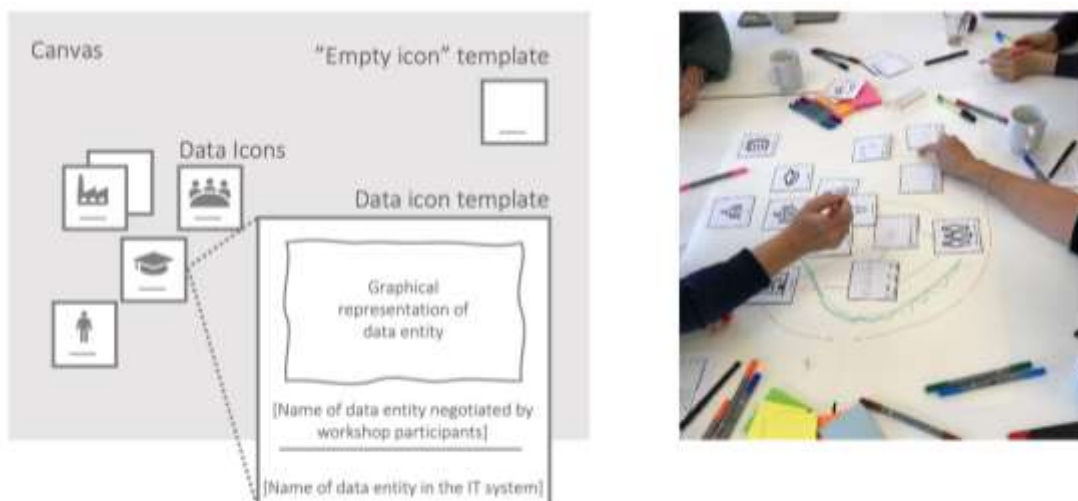 Canvas
"Empty icon" template
Data Icons
Data icon template
Graphical
representation of
data entity
[Name of data entity negotiated by
workshop participants]
[Name of data entity in the IT system]